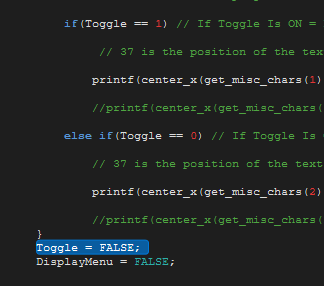 if(Toggle == 1) // If Toggle Is ON =
// 37 is the position of the text
printf(center_x(get_misc_chars(1)
//printf(center_x(get_misc_chars(
else if(Toggle == 0) // If Toggle Is
// 37 is the position of the text
printf(center_x(get_misc_chars(2)
//printf(center_x(get_misc_chars(
}
Toggle = FALSE;
DisplayMenu = FALSE;